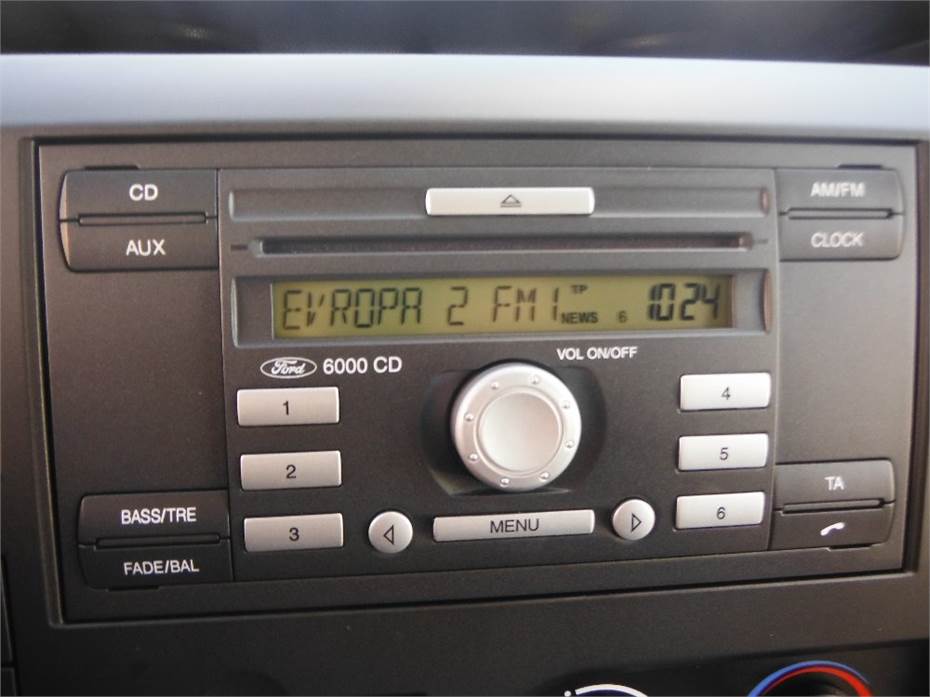 CD
AM/FM
AUX
CLOCK
EVROPA 2 FM1 TP NEWS 6 1024
Ford 6000 CD
VOL ON/OFF
1
4
2
5
3
6
MENU
TA
BASS/TRE
FADE/BAL